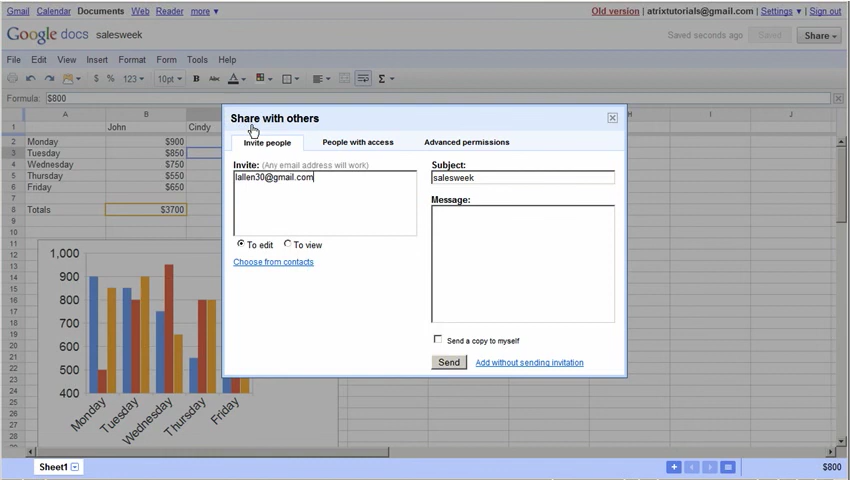 Gmail Calendar Documents Web Reader more ▼ Old version | atrixtutorials@gmail.com | Settings ▼ | Sign out
Google docs salesweek Saved seconds ago Saved Share
File Edit View Insert Format Form Tools Help
$ % 123 10pt B Abc A Σ
Formula: $800
A B H I J
1 John Cindy
2 Monday $900
3 Tuesday $850
4 Wednesday $750
5 Thursday $550
6 Friday $650
7
8 Totals $3700
9
10
11
12
13
14
15
16
17
18
19
20
21
22
23
24
25
26
27
28
1,000
900
800
700
600
500
400
Monday Tuesday Wednesday Thursday Friday
Share with others
Invite people People with access Advanced permissions
Invite: (Any email address will work)
lallen30@gmail.com
To edit To view
Choose from contacts
Subject:
salesweek
Message:
Send a copy to myself
Send Add without sending invitation
Sheet1 $800